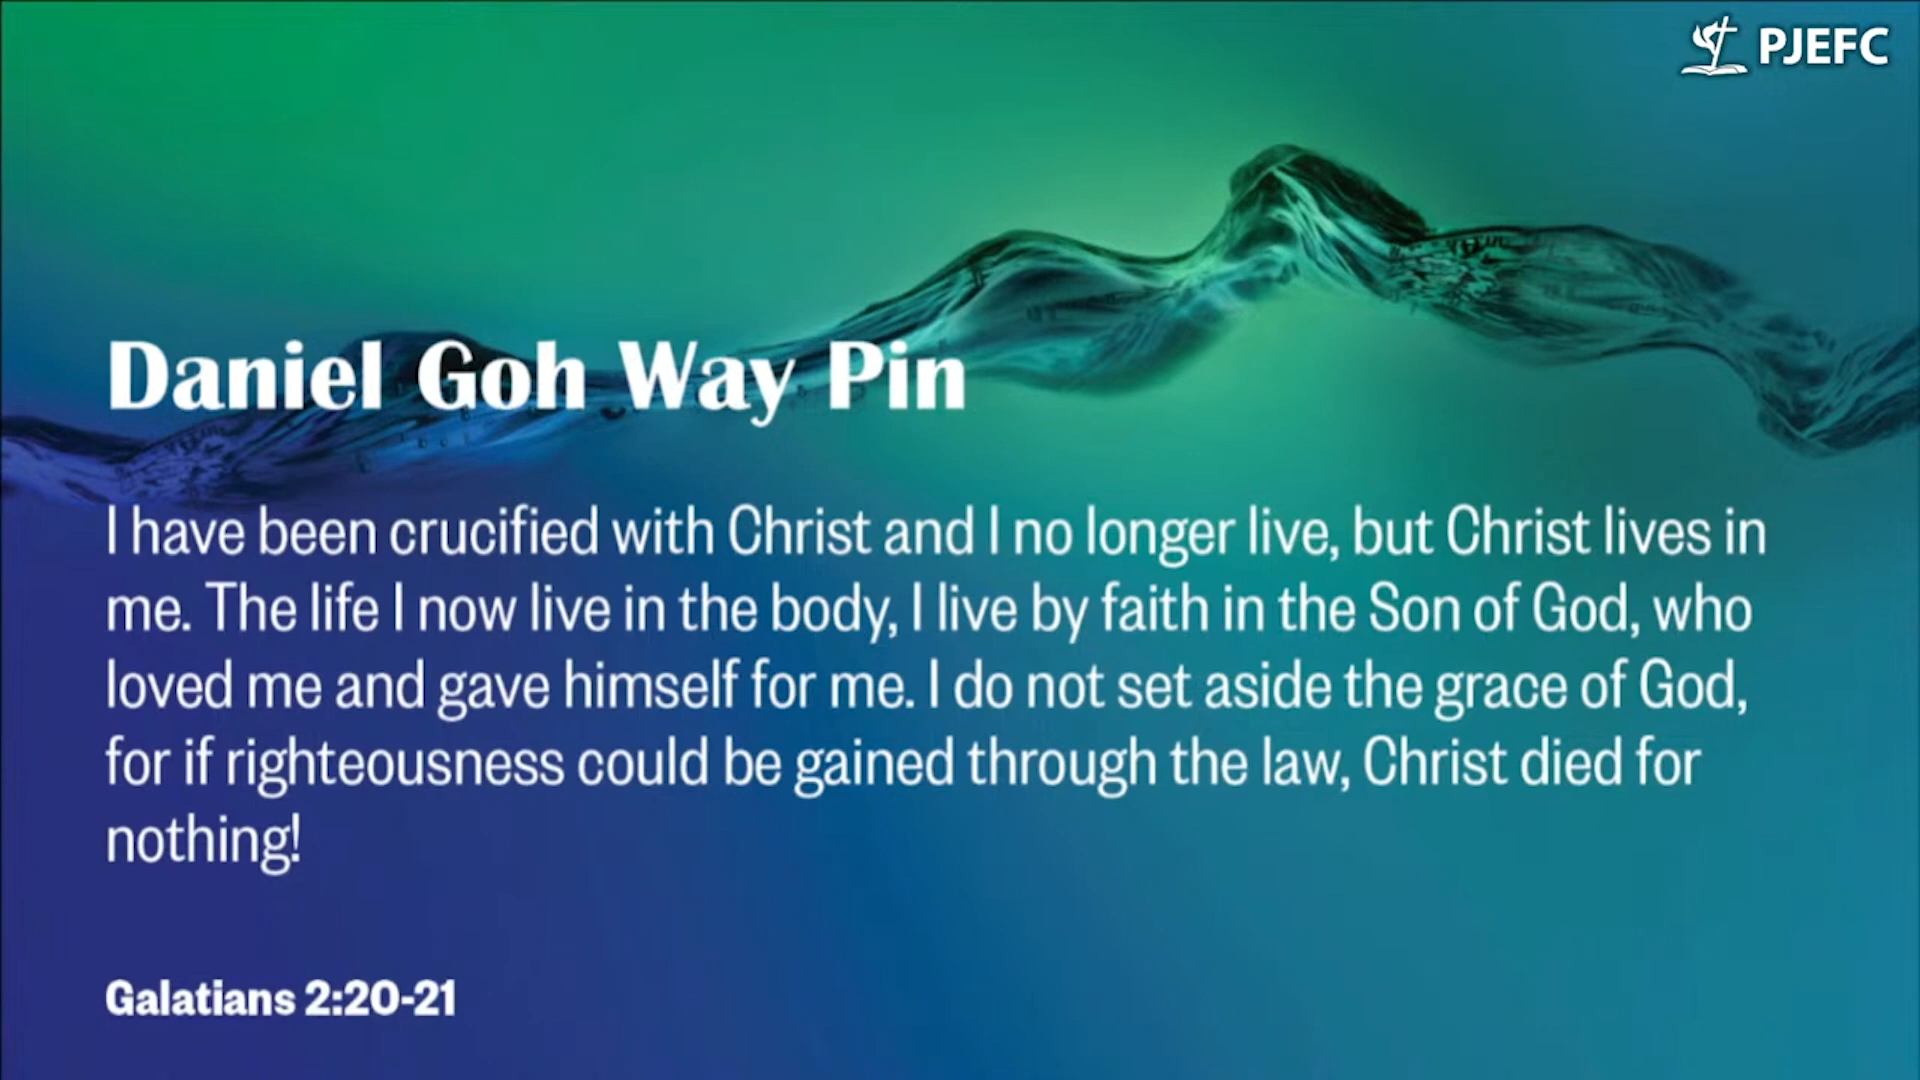 PJEFC
Daniel Goh Way Pin
I have been crucified with Christ and I no longer live, but Christ lives in
me. The life I now live in the body, I live by faith in the Son of God, who
loved me and gave himself for me. I do not set aside the grace of God,
for if righteousness could be gained through the law, Christ died for
nothing!
Galatians 2:20-21